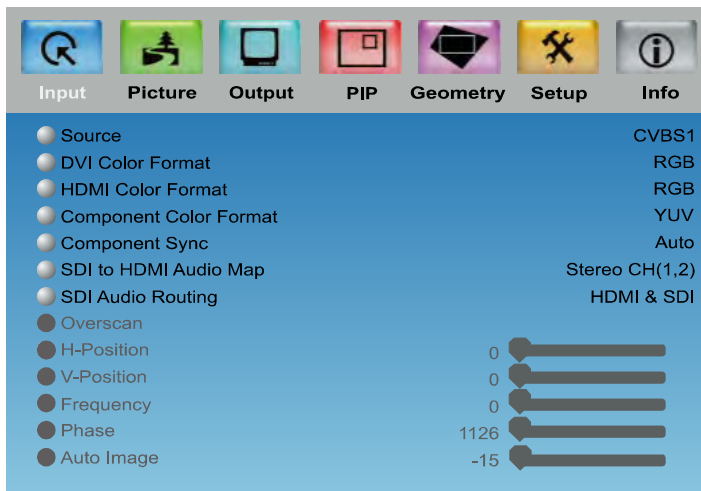 Input Picture Output PIP Geometry Setup Info
Source CVBS1
DVI Color Format RGB
HDMI Color Format RGB
Component Color Format YUV
Component Sync Auto
SDI to HDMI Audio Map Stereo CH(1,2)
SDI Audio Routing HDMI & SDI
Overscan
H-Position 0
V-Position 0
Frequency 0
Phase 1126
Auto Image -15